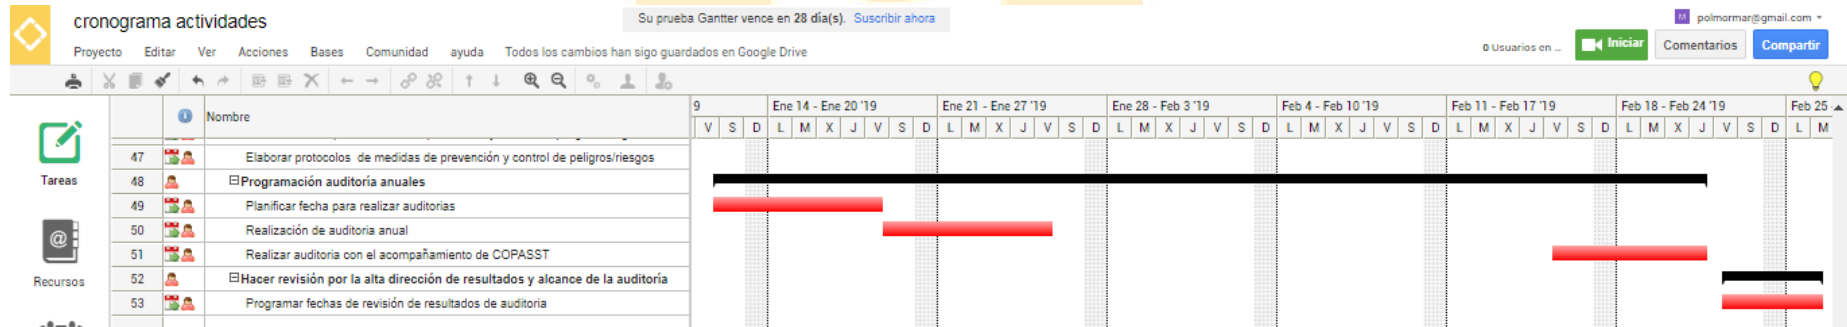 cronograma actividades
Su prueba Gantter vence en 28 día(s). Suscribir ahora
polmormar@gmail.com
Proyecto Editar Ver Acciones Bases Comunidad ayuda Todos los cambios han sigo guardados en Google Drive
0 Usuarios en ... Iniciar Comentarios Compartir
Nombre
9 Ene 14 - Ene 20 '19 Ene 21 - Ene 27 '19 Ene 28 - Feb 3 '19 Feb 4 - Feb 10 '19 Feb 11 - Feb 17 '19 Feb 18 - Feb 24 '19 Feb 25
V S D L M X J V S D L M X J V S D L M X J V S D L M X J V S D L M X J V S D L M X J V S D L M
47 Elaborar protocolos de medidas de prevención y control de peligros/riesgos
Tareas
48 Programación auditoría anuales
49 Planificar fecha para realizar auditorias
50 Realización de auditoria anual
51 Realizar auditoria con el acompañamiento de COPASST
Recursos
52 Hacer revisión por la alta dirección de resultados y alcance de la auditoría
53 Programar fechas de revisión de resultados de auditoria